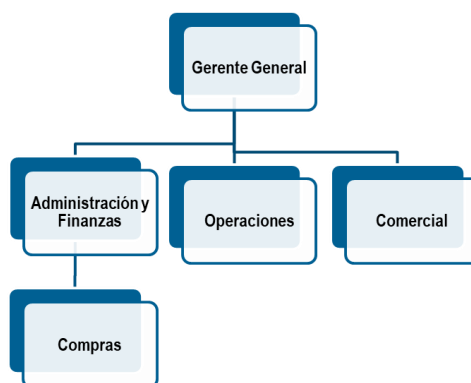 Gerente General
Administración y
Finanzas
Operaciones
Comercial
Compras